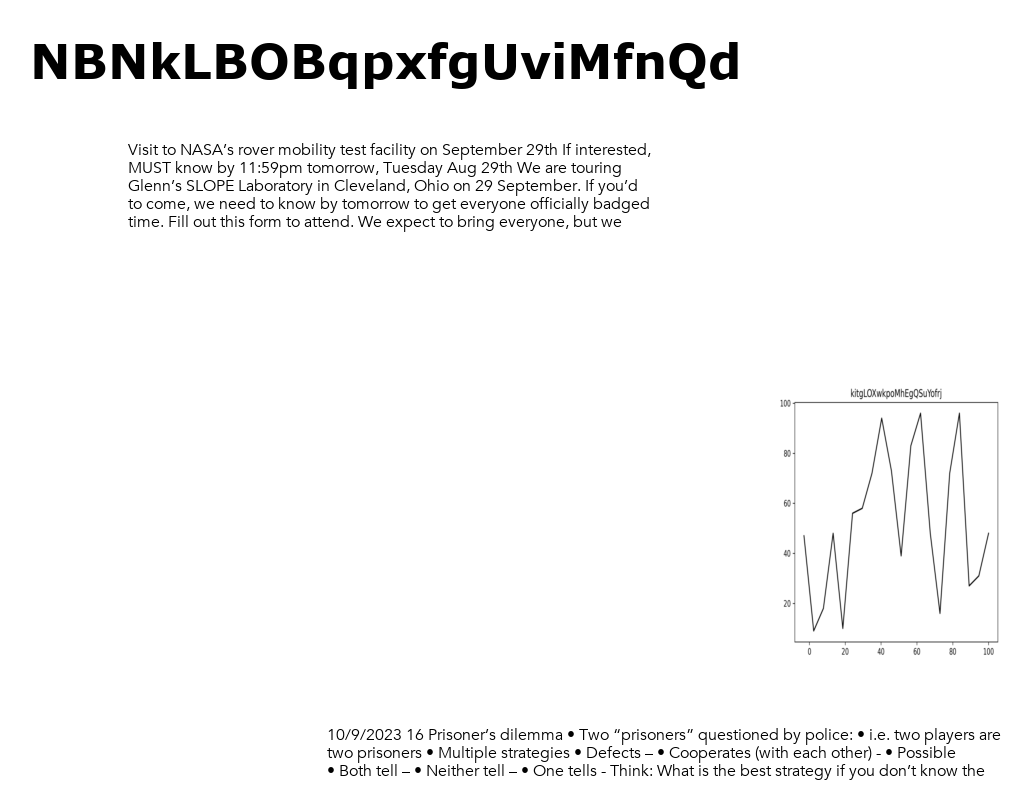 NBNkLBOBqpxfgUviMfnQd
Visit to NASA’s rover mobility test facility on September 29th If interested,
MUST know by 11:59pm tomorrow, Tuesday Aug 29th We are touring
Glenn’s SLOPE Laboratory in Cleveland, Ohio on 29 September. If you’d
to come, we need to know by tomorrow to get everyone officially badged
time. Fill out this form to attend. We expect to bring everyone, but we
kitgLOXwkpoMhEgQSuYofrj
100
80
60
40
20
0 20 40 60 80 100
10/9/2023 16 Prisoner’s dilemma • Two “prisoners” questioned by police: • i.e. two players are
two prisoners • Multiple strategies • Defects – • Cooperates (with each other) - • Possible
• Both tell – • Neither tell – • One tells - Think: What is the best strategy if you don’t know the